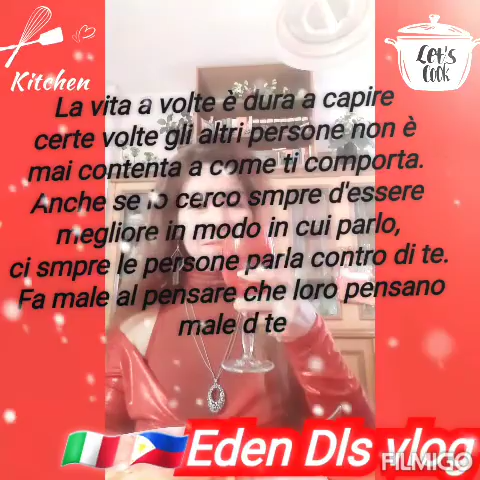 Kitchen
Let's
Cook
La vita a volte è dura a capire
certe volte gli altri persone non è
mai contenta a come ti comporta.
Anche se io cerco smpre d'essere
megliore in modo in cui parlo,
ci smpre le persone parla contro di te.
Fa male al pensare che loro pensano
male d te
Eden Dls vlog
FILMIGO